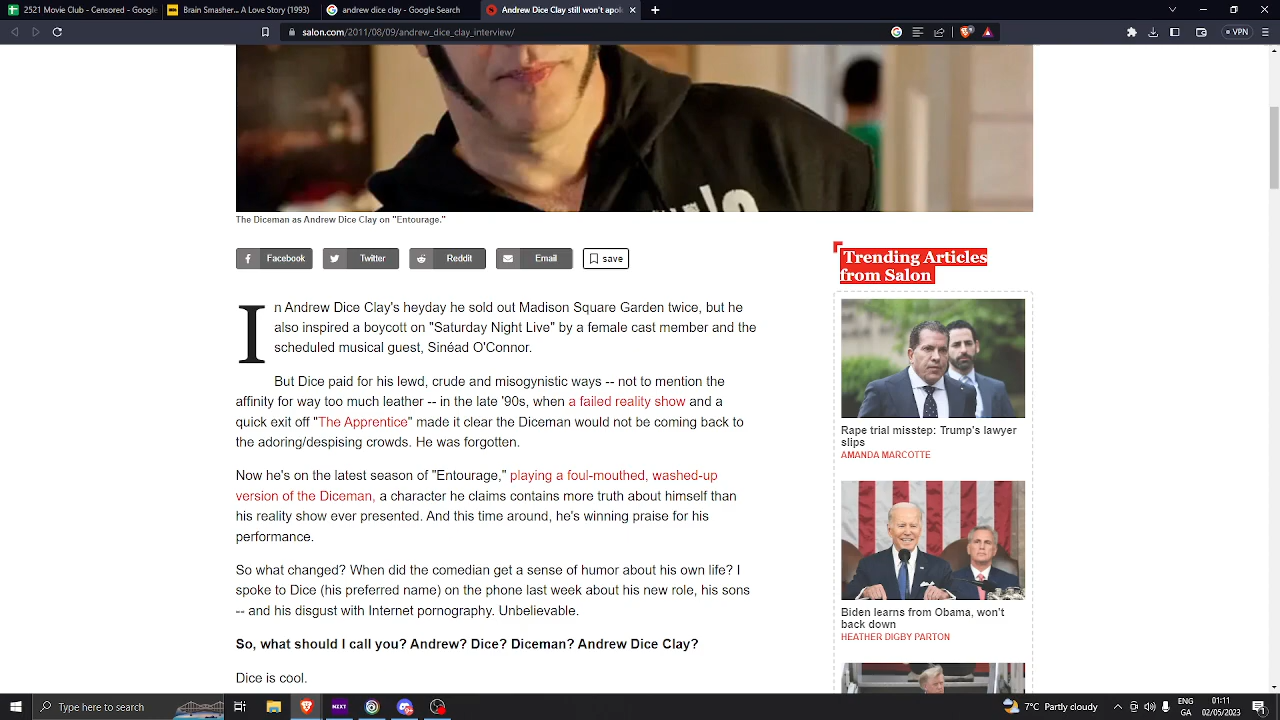 2521 Movie Club - Censored - Google
Brain Smasher... A Love Story (1993)
andrew dice clay - Google Search
Andrew Dice Clay still won't apolo
salon.com/2011/08/09/andrew_dice_clay_interview/
VPN
The Diceman as Andrew Dice Clay on "Entourage."
Facebook
Twitter
Reddit
Email
save
In Andrew Dice Clay's heyday he sold out Madison Square Garden twice, but he
also inspired a boycott on "Saturday Night Live" by a female cast member and the
scheduled musical guest, Sinéad O'Connor.
But Dice paid for his lewd, crude and misogynistic ways -- not to mention the
affinity for way too much leather -- in the late '90s, when a failed reality show and a
quick exit off "The Apprentice" made it clear the Diceman would not be coming back to
the adoring/despising crowds. He was forgotten.
Now he's on the latest season of "Entourage," playing a foul-mouthed, washed-up
version of the Diceman, a character he claims contains more truth about himself than
his reality show ever presented. And this time around, he's winning praise for his
performance.
So what changed? When did the comedian get a sense of humor about his own life? I
spoke to Dice (his preferred name) on the phone last week about his new role, his sons
-- and his disgust with Internet pornography. Unbelievable.
So, what should I call you? Andrew? Dice? Diceman? Andrew Dice Clay?
Dice is cool.
Trending Articles
from Salon
Rape trial misstep: Trump's lawyer
slips
AMANDA MARCOTTE
Biden learns from Obama, won't
back down
HEATHER DIGBY PARTON
Type here to search
NEXT
7°C Partly cloudy
ENG
UK
01:11
02/05/2023